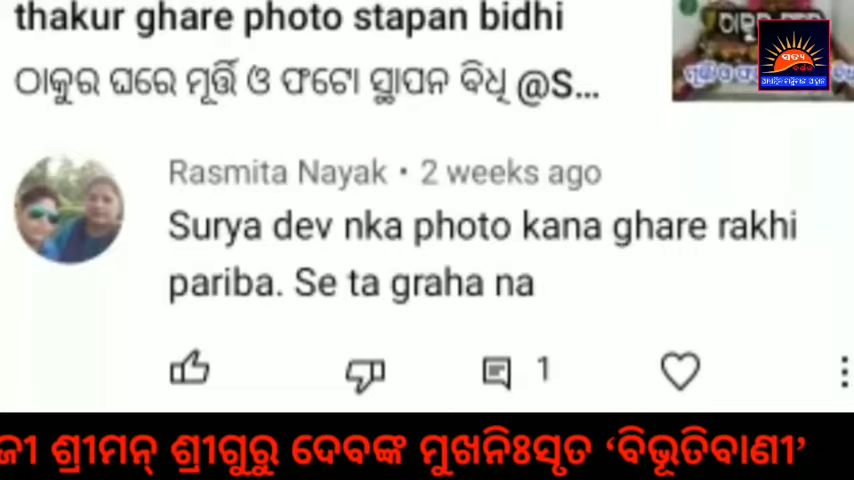 thakur ghare photo stapan bidhi
ଠାକୁର ଘରେ ମୂର୍ତ୍ତି ଓ ଫଟୋ ସ୍ଥାପନ ବିଧି @S...
Rasmita Nayak • 2 weeks ago
Surya dev nka photo kana ghare rakhi
pariba. Se ta graha na
1
ଜୀ ଶ୍ରୀମନ୍ ଶ୍ରୀଗୁରୁ ଦେବଙ୍କ ମୁଖନିଃସୃତ ‘ବିଭୂତିବାଣୀ’